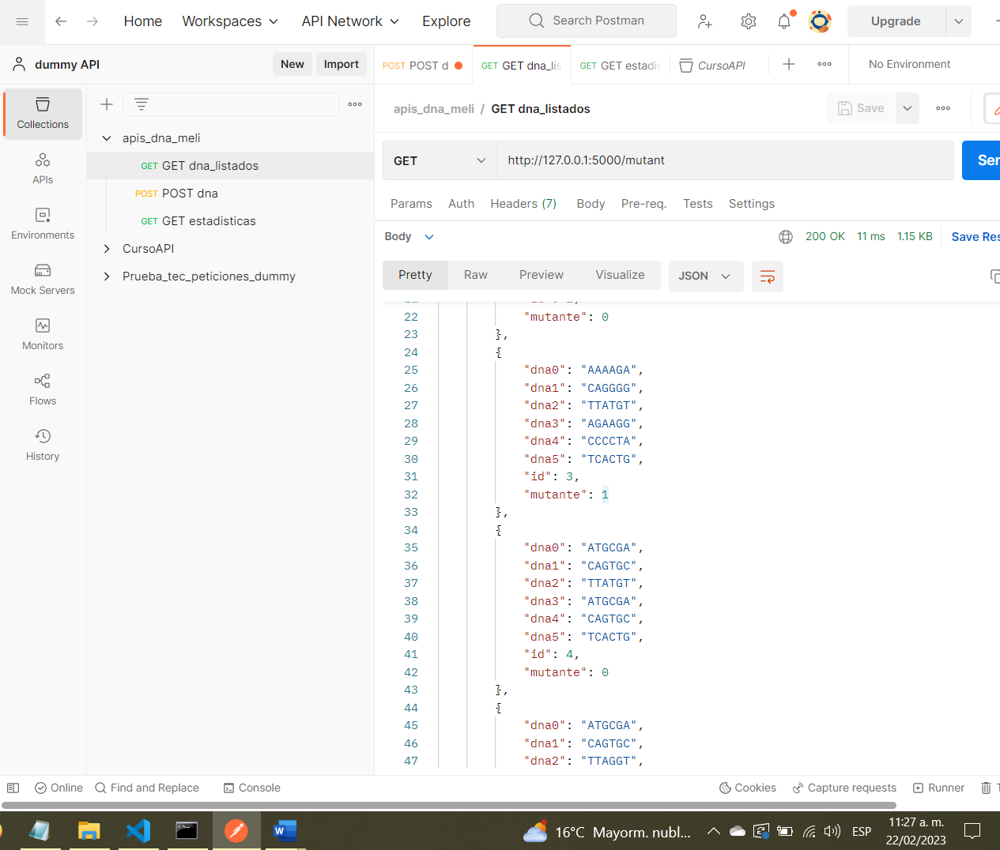 Home Workspaces API Network Explore Search Postman Upgrade
dummy API New Import POST POST d GET GET dna_lis GET GET estadis CursoAPI No Environment
Collections
APIs
Environments
Mock Servers
Monitors
Flows
History
apis_dna_meli
GET GET dna_listados
POST POST dna
GET GET estadisticas
CursoAPI
Prueba_tec_peticiones_dummy
apis_dna_meli / GET dna_listados Save
GET http://127.0.0.1:5000/mutant Ser
Params Auth Headers (7) Body Pre-req. Tests Settings
Body 200 OK 11 ms 1.15 KB Save Res
Pretty Raw Preview Visualize JSON
22 "mutante": 0
23 },
24 {
25 "dna0": "AAAAGA",
26 "dna1": "CAGGGG",
27 "dna2": "TTATGT",
28 "dna3": "AGAAGG",
29 "dna4": "CCCCTA",
30 "dna5": "TCACTG",
31 "id": 3,
32 "mutante": 1
33 },
34 {
35 "dna0": "ATGCGA",
36 "dna1": "CAGTGC",
37 "dna2": "TTATGT",
38 "dna3": "ATGCGA",
39 "dna4": "CAGTGC",
40 "dna5": "TCACTG",
41 "id": 4,
42 "mutante": 0
43 },
44 {
45 "dna0": "ATGCGA",
46 "dna1": "CAGTGC",
47 "dna2": "TTAGGT",
Online Find and Replace Console Cookies Capture requests Runner T
16°C Mayorm. nubl... ESP 11:27 a. m.
22/02/2023